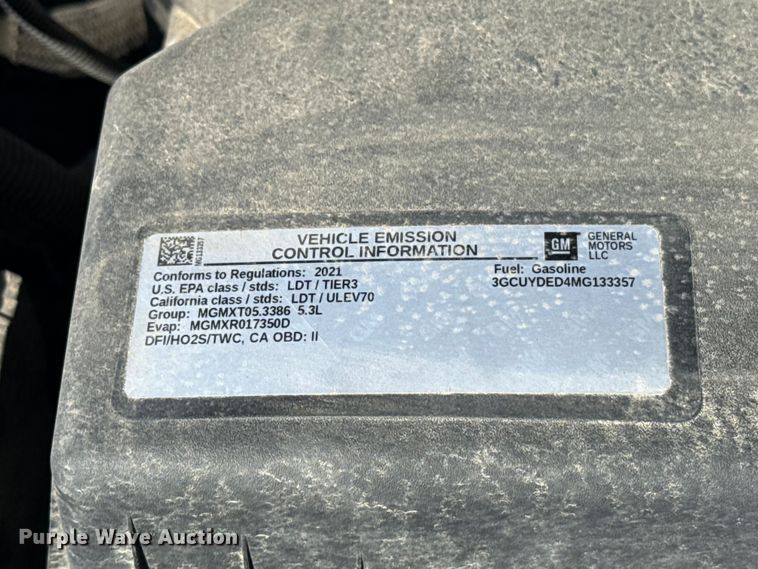 MG133357
VEHICLE EMISSION
CONTROL INFORMATION
GM
GENERAL
MOTORS
LLC
Conforms to Regulations: 2021
Fuel: Gasoline
U.S. EPA class / stds: LDT / TIER3
3GCUYDED4MG133357
California class / stds: LDT / ULEV70
Group: MGMXT05.3386 5.3L
Evap: MGMXR017350D
DFI/HO2S/TWC, CA OBD: II
Purple Wave Auction